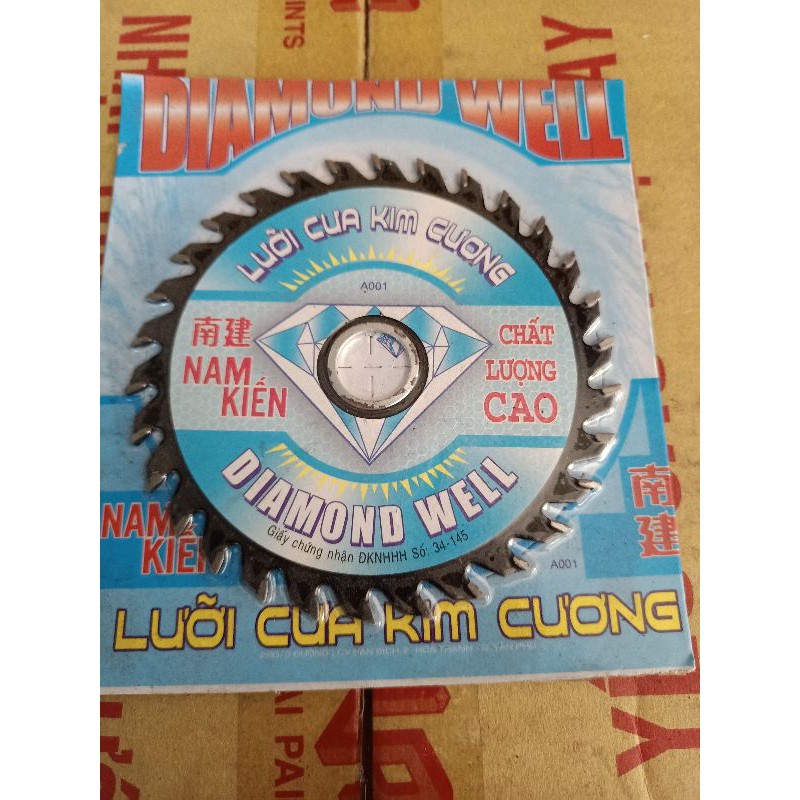 DIAMOND WELL
LƯỠI CƯA KIM CƯƠNG
A001
南建
NAM
KIẾN
CHẤT
LƯỢNG
CAO
DIAMOND WELL
Giấy chứng nhận ĐKNHHH Số: 34-145
NAM
KIẾN
南建
A001
LƯỠI CƯA KIM CƯƠNG